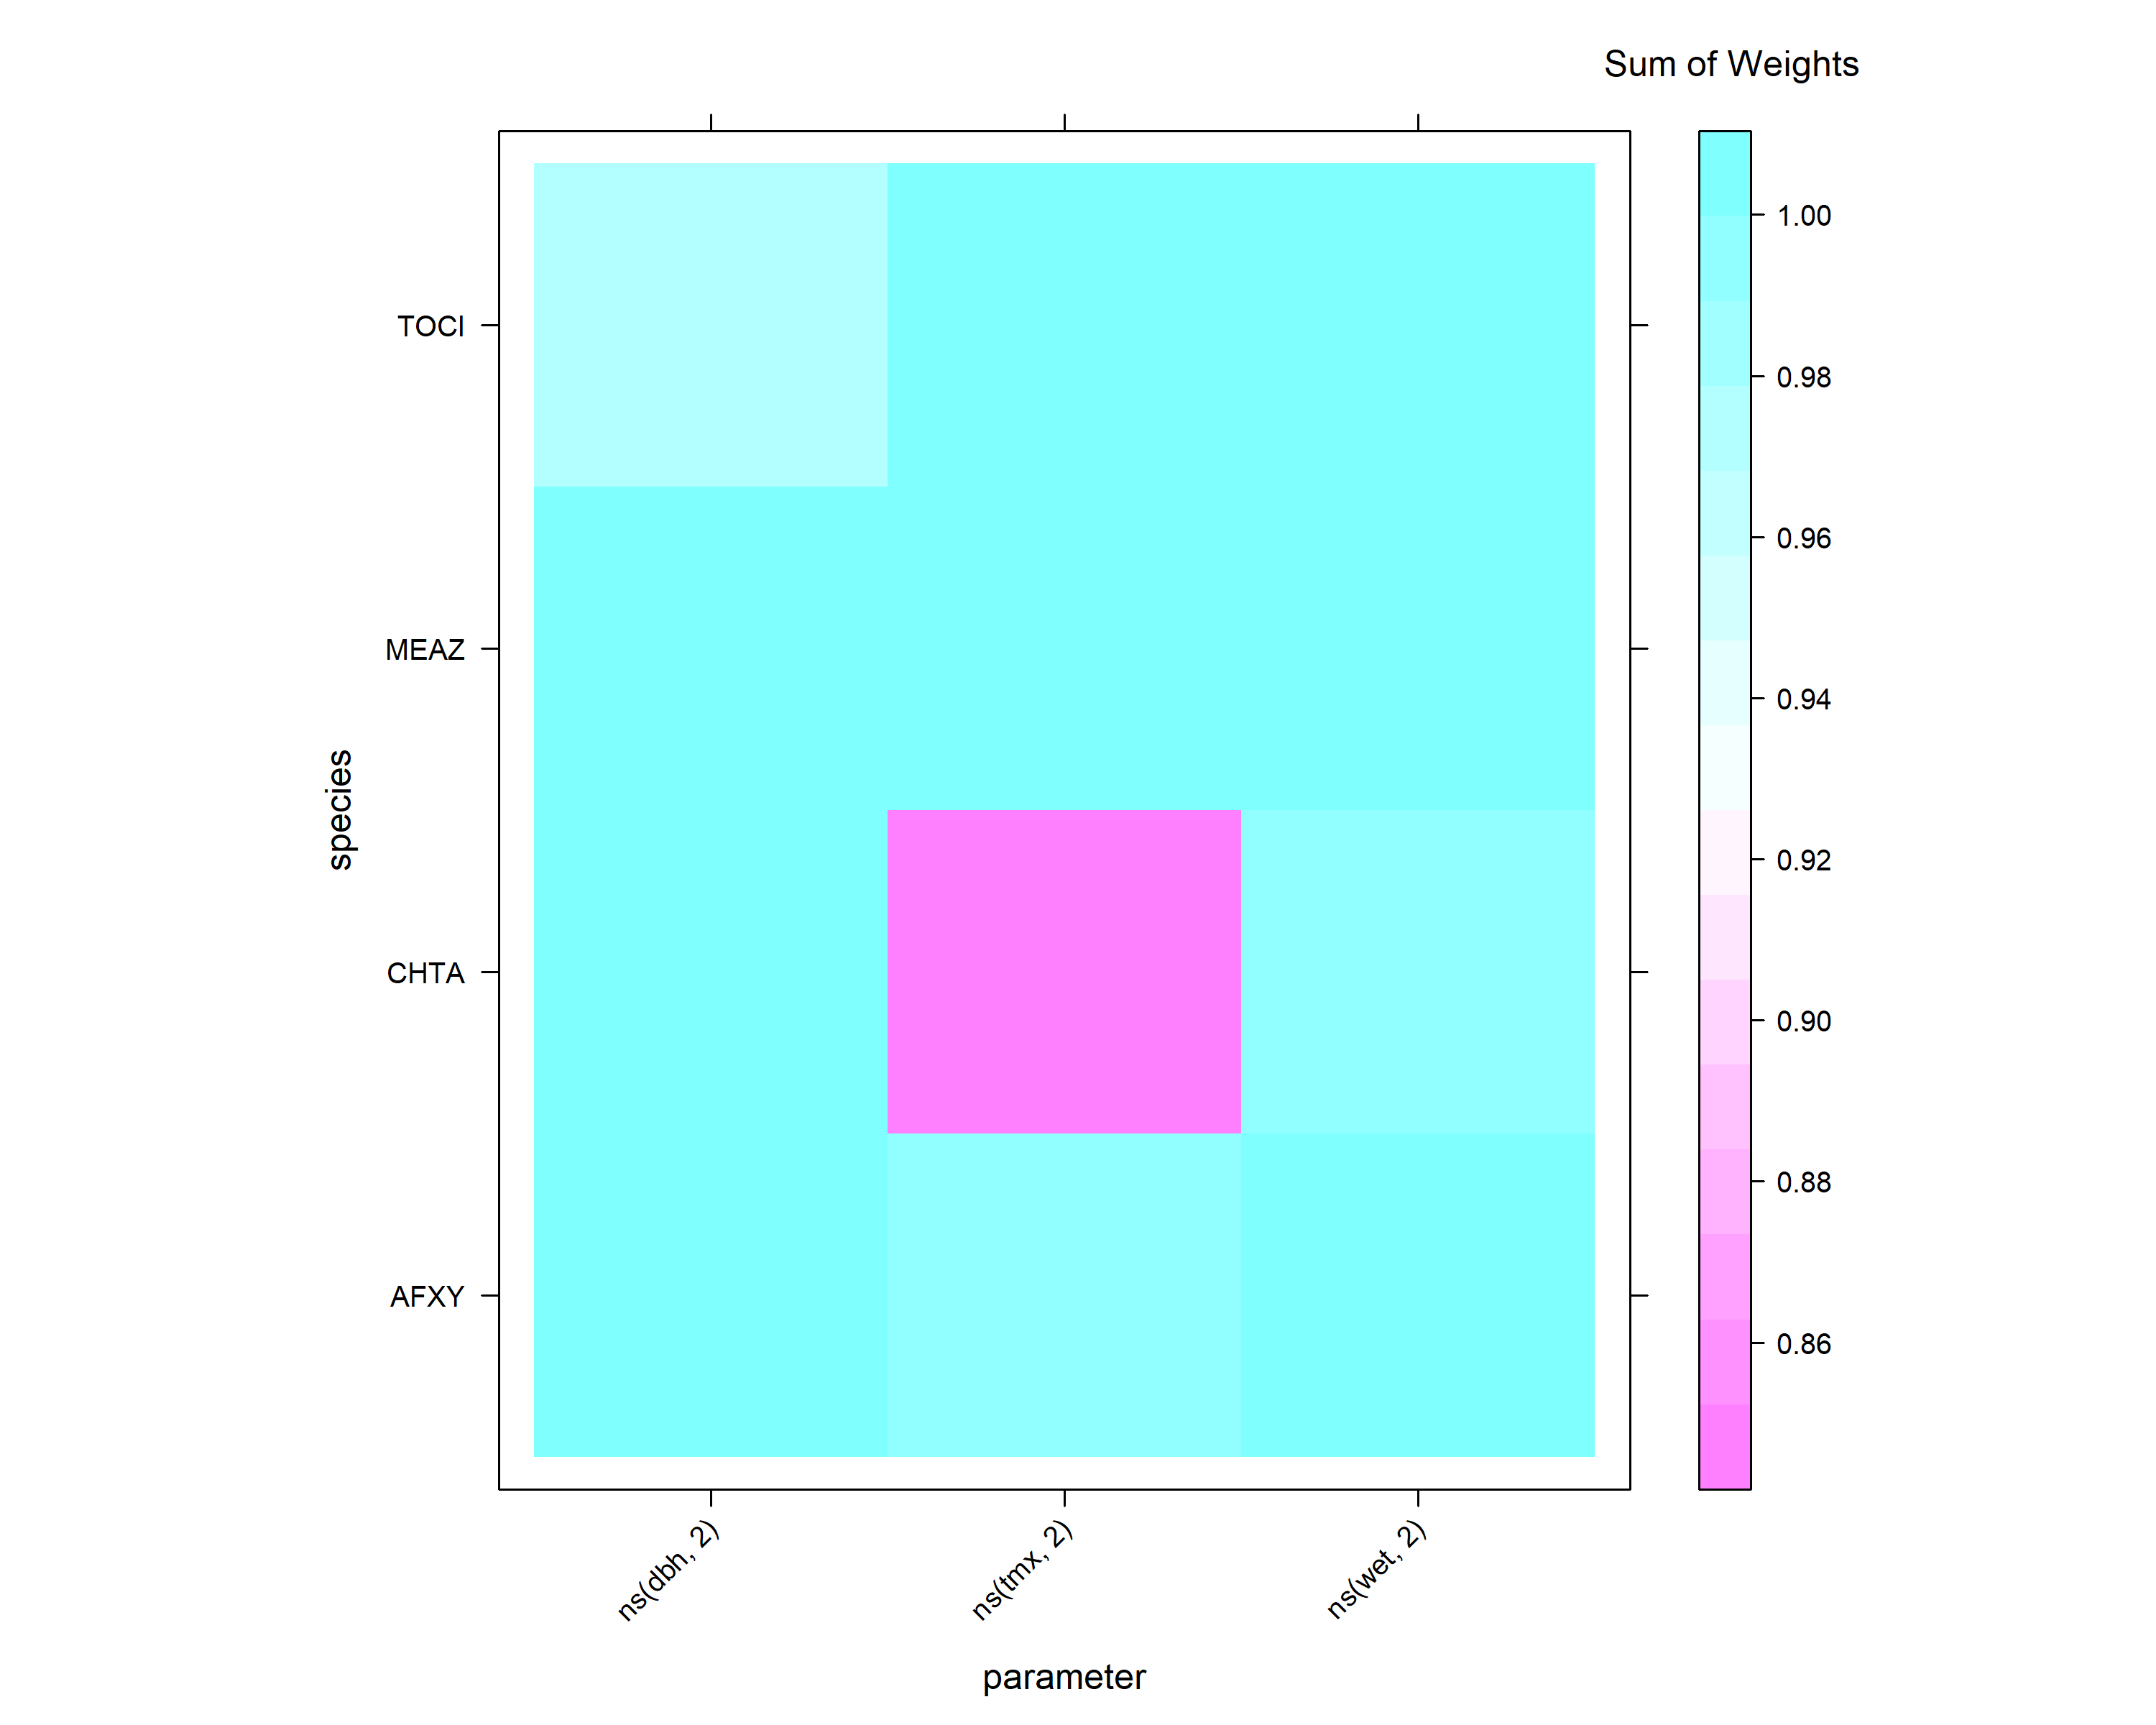 Sum of Weights
TOCI
MEAZ
CHTA
AFXY
species
ns(dbh, 2)
ns(tmx, 2)
ns(wet, 2)
parameter
1.00
0.98
0.96
0.94
0.92
0.90
0.88
0.86